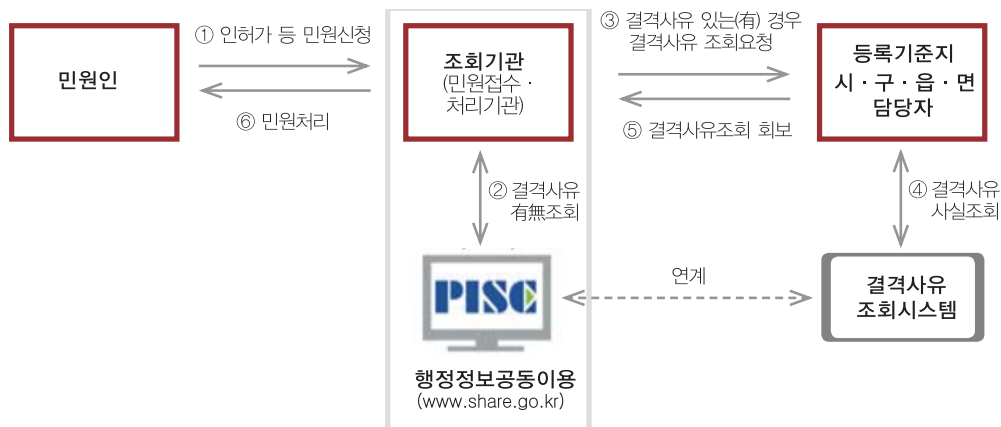 ① 인허가 등 민원신청
민원인
⑥ 민원처리
조회기관
(민원접수 ·
처리기관)
③ 결격사유 있는(有) 경우
결격사유 조회요청
⑤ 결격사유조회 회보
등록기준지
시 · 구 · 읍 · 면
담당자
② 결격사유
有無조회
④ 결격사유
사실조회
PISC
연계
결격사유
조회시스템
행정정보공동이용
(www.share.go.kr)